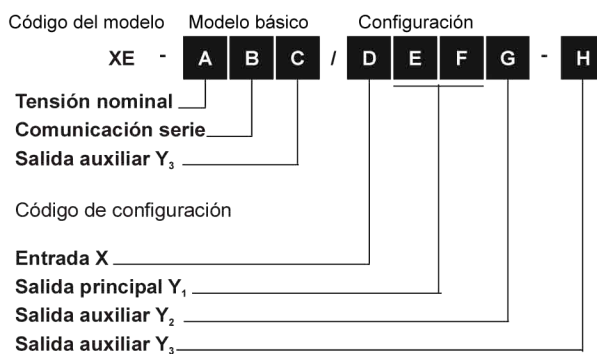 Código del modelo Modelo básico Configuración
XE - A B C / D E F G - H
Tensión nominal
Comunicación serie
Salida auxiliar Y₃
Código de configuración
Entrada X
Salida principal Y₁
Salida auxiliar Y₂
Salida auxiliar Y₃